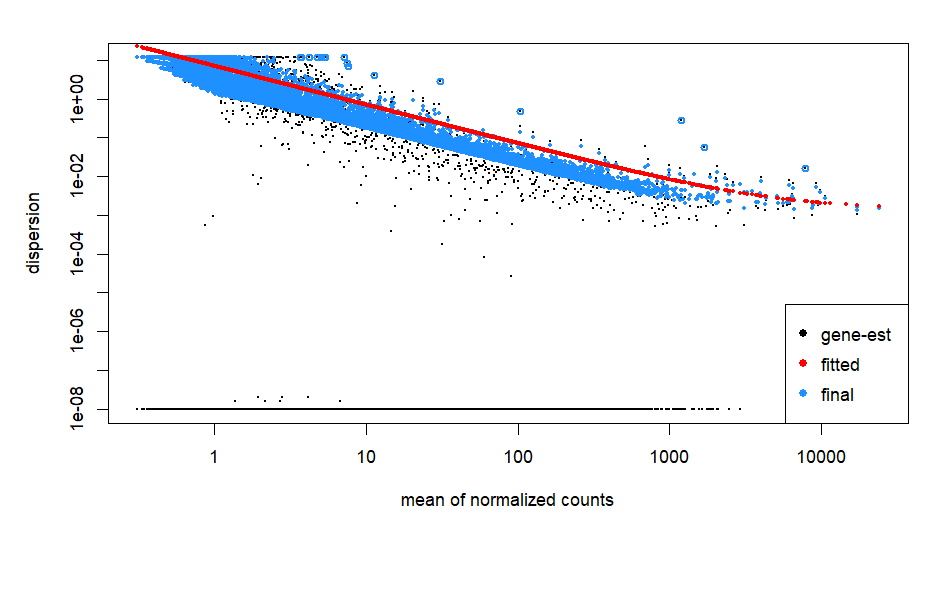 dispersion
1e+00
1e-02
1e-04
1e-06
1e-08
gene-est
fitted
final
1
10
100
1000
10000
mean of normalized counts